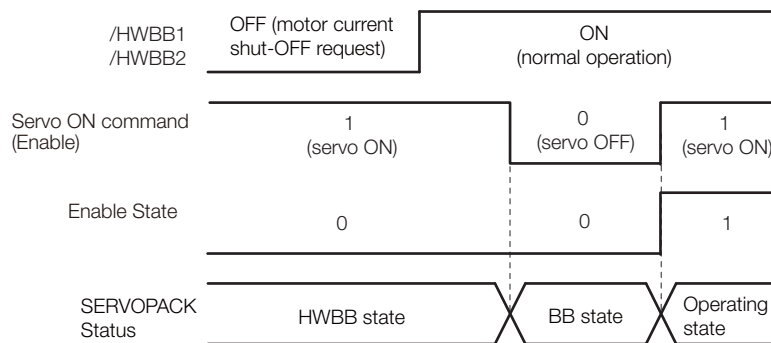 /HWBB1
/HWBB2
OFF (motor current
shut-OFF request)
ON
(normal operation)
Servo ON command
(Enable)
1
(servo ON)
0
(servo OFF)
1
(servo ON)
Enable State
0
0
1
SERVOPACK
Status
HWBB state
BB state
Operating
state